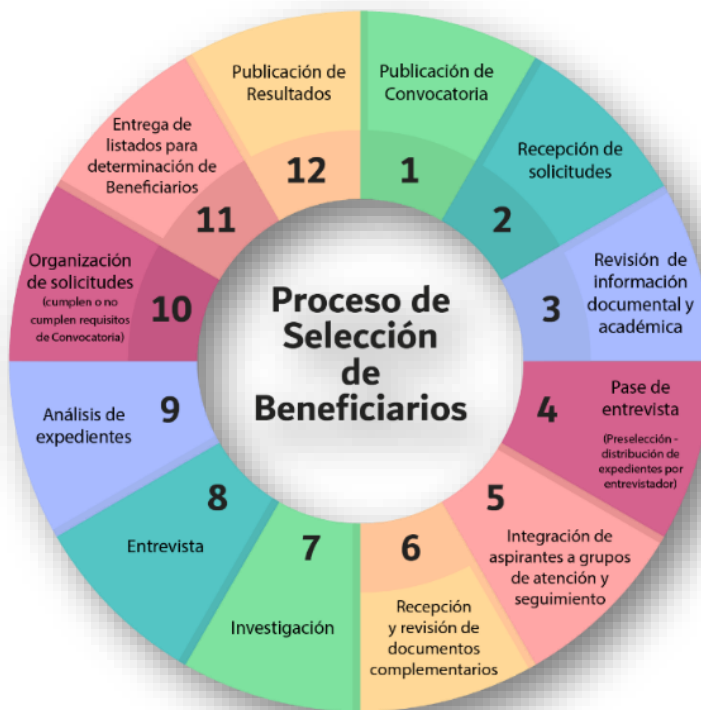 Proceso de
Selección
de
Beneficiarios
Publicación de
Convocatoria
1
Recepción de
solicitudes
2
Revisión de
información
documental y
académica
3
Pase de
entrevista
(Preselección -
distribución de
expedientes por
entrevistador)
4
5
Integración de
aspirantes a grupos
de atención y
seguimiento
6
Recepción
y revisión de
documentos
complementarios
7
Investigación
8
Entrevista
9
Análisis de
expedientes
10
Organización
de solicitudes
(cumplen o no
cumplen requisitos
de Convocatoria)
11
Entrega de
listados para
determinación de
Beneficiarios
12
Publicación de
Resultados